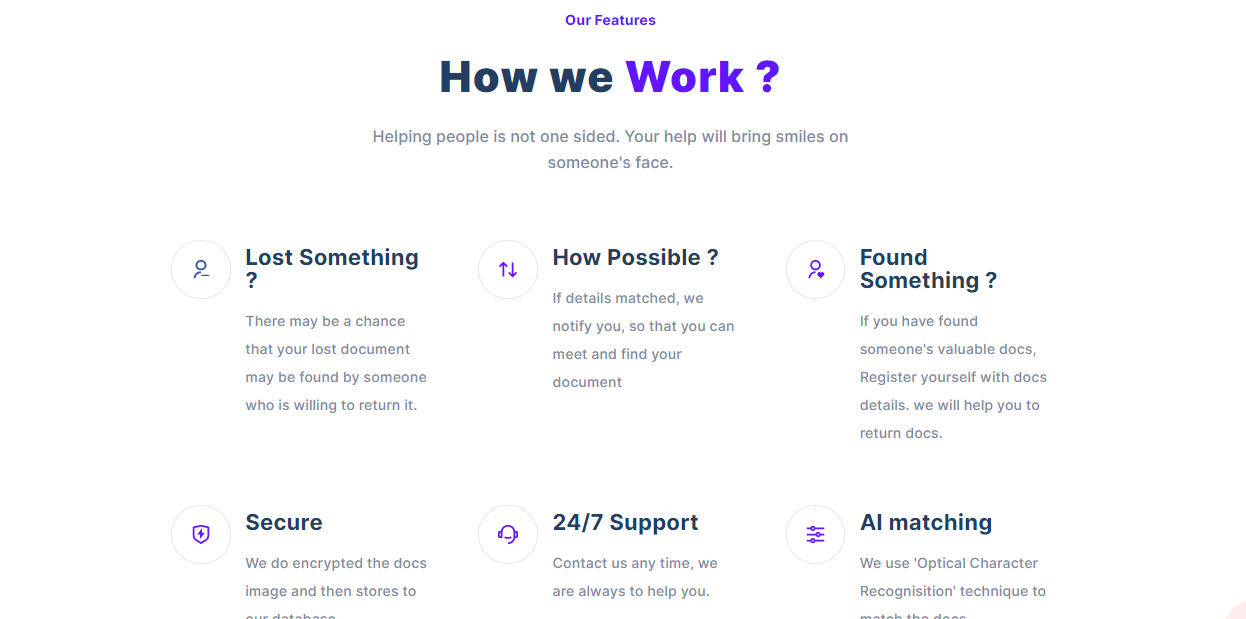 Our Features
How we Work ?
Helping people is not one sided. Your help will bring smiles on
someone's face.
Lost Something
?
There may be a chance
that your lost document
may be found by someone
who is willing to return it.
How Possible ?
If details matched, we
notify you, so that you can
meet and find your
document
Found
Something ?
If you have found
someone's valuable docs,
Register yourself with docs
details. we will help you to
return docs.
Secure
We do encrypted the docs
image and then stores to
our database
24/7 Support
Contact us any time, we
are always to help you.
AI matching
We use 'Optical Character
Recognisition' technique to
match the docs